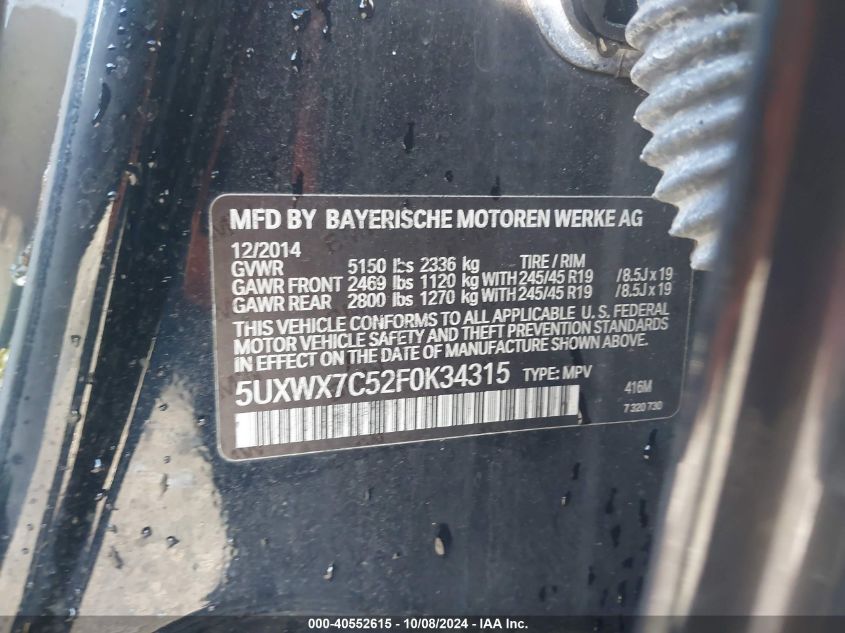 MFD BY BAYERISCHE MOTOREN WERKE AG
12/2014
GVWR 5150 lbs 2336 kg TIRE / RIM
GAWR FRONT 2469 lbs 1120 kg WITH 245/45 R19 /8.5J x 19
GAWR REAR 2800 lbs 1270 kg WITH 245/45 R19 /8.5J x 19
THIS VEHICLE CONFORMS TO ALL APPLICABLE U.S. FEDERAL
MOTOR VEHICLE SAFETY AND THEFT PREVENTION STANDARDS
IN EFFECT ON THE DATE OF MANUFACTURE SHOWN ABOVE.
5UXWX7C52F0K34315 TYPE: MPV 416M
7 320 730
000-40552615 - 10/08/2024 - IAA, Inc.